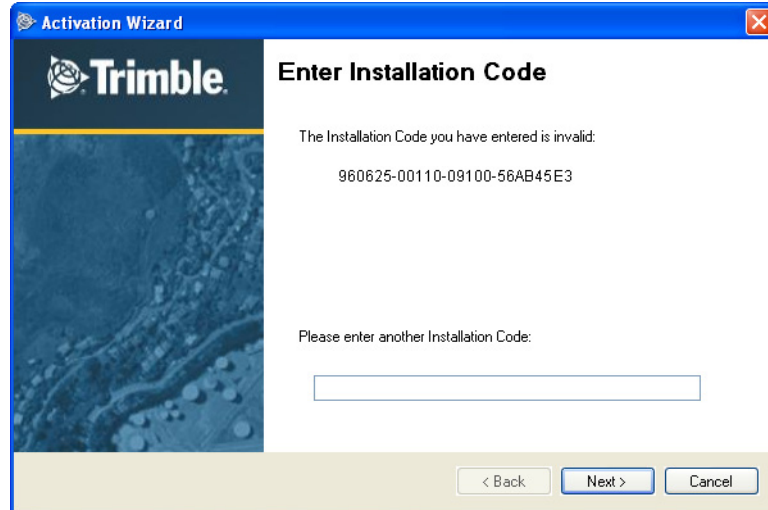 Activation Wizard
Trimble.
Enter Installation Code
The Installation Code you have entered is invalid:
960625-00110-09100-56AB45E3
Please enter another Installation Code:
< Back
Next >
Cancel